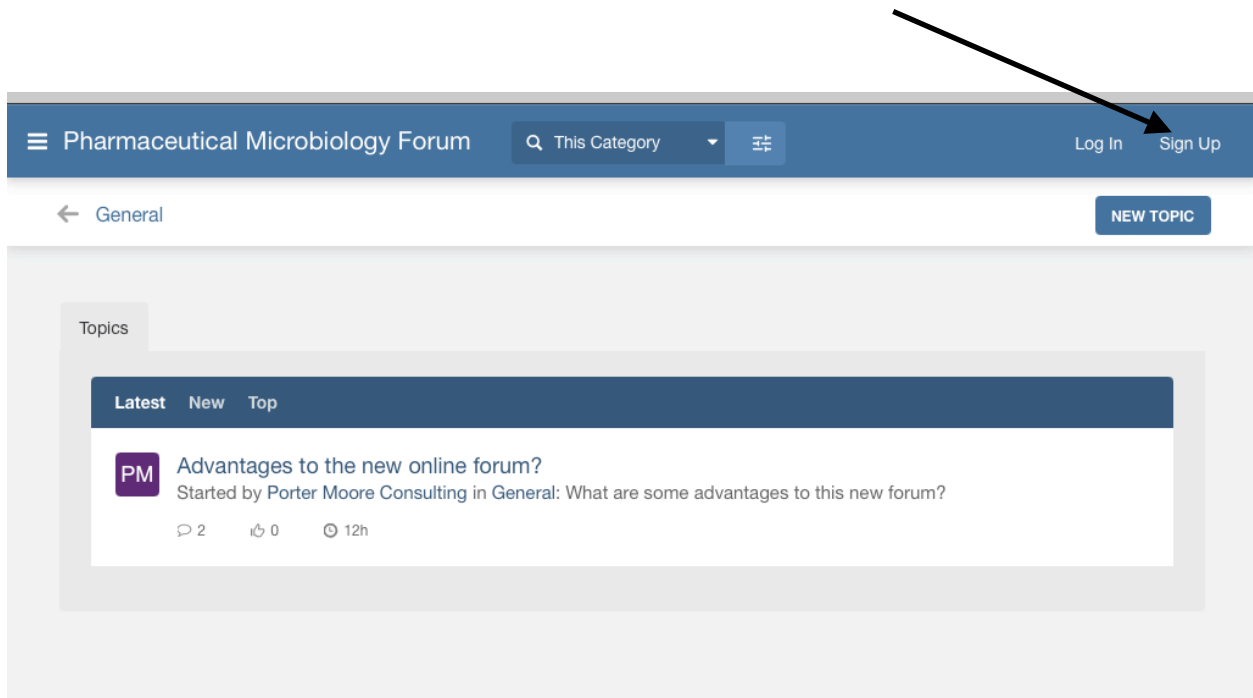 Pharmaceutical Microbiology Forum This Category Log In Sign Up
General NEW TOPIC
Topics
Latest New Top
PM Advantages to the new online forum?
Started by Porter Moore Consulting in General: What are some advantages to this new forum?
2 0 12h